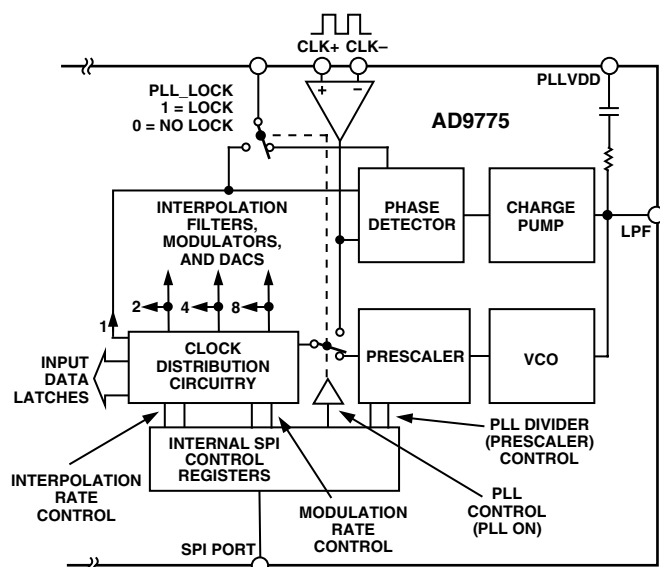 CLK+ CLK–
PLLVDD
PLL_LOCK
1 = LOCK
0 = NO LOCK
+ –
AD9775
PHASE
DETECTOR
CHARGE
PUMP
LPF
INTERPOLATION
FILTERS,
MODULATORS,
AND DACS
2 4 8
1
CLOCK
DISTRIBUTION
CIRCUITRY
PRESCALER
VCO
INPUT
DATA
LATCHES
INTERNAL SPI
CONTROL
REGISTERS
PLL DIVIDER
(PRESCALER)
CONTROL
INTERPOLATION
RATE
CONTROL
MODULATION
RATE
CONTROL
PLL
CONTROL
(PLL ON)
SPI PORT